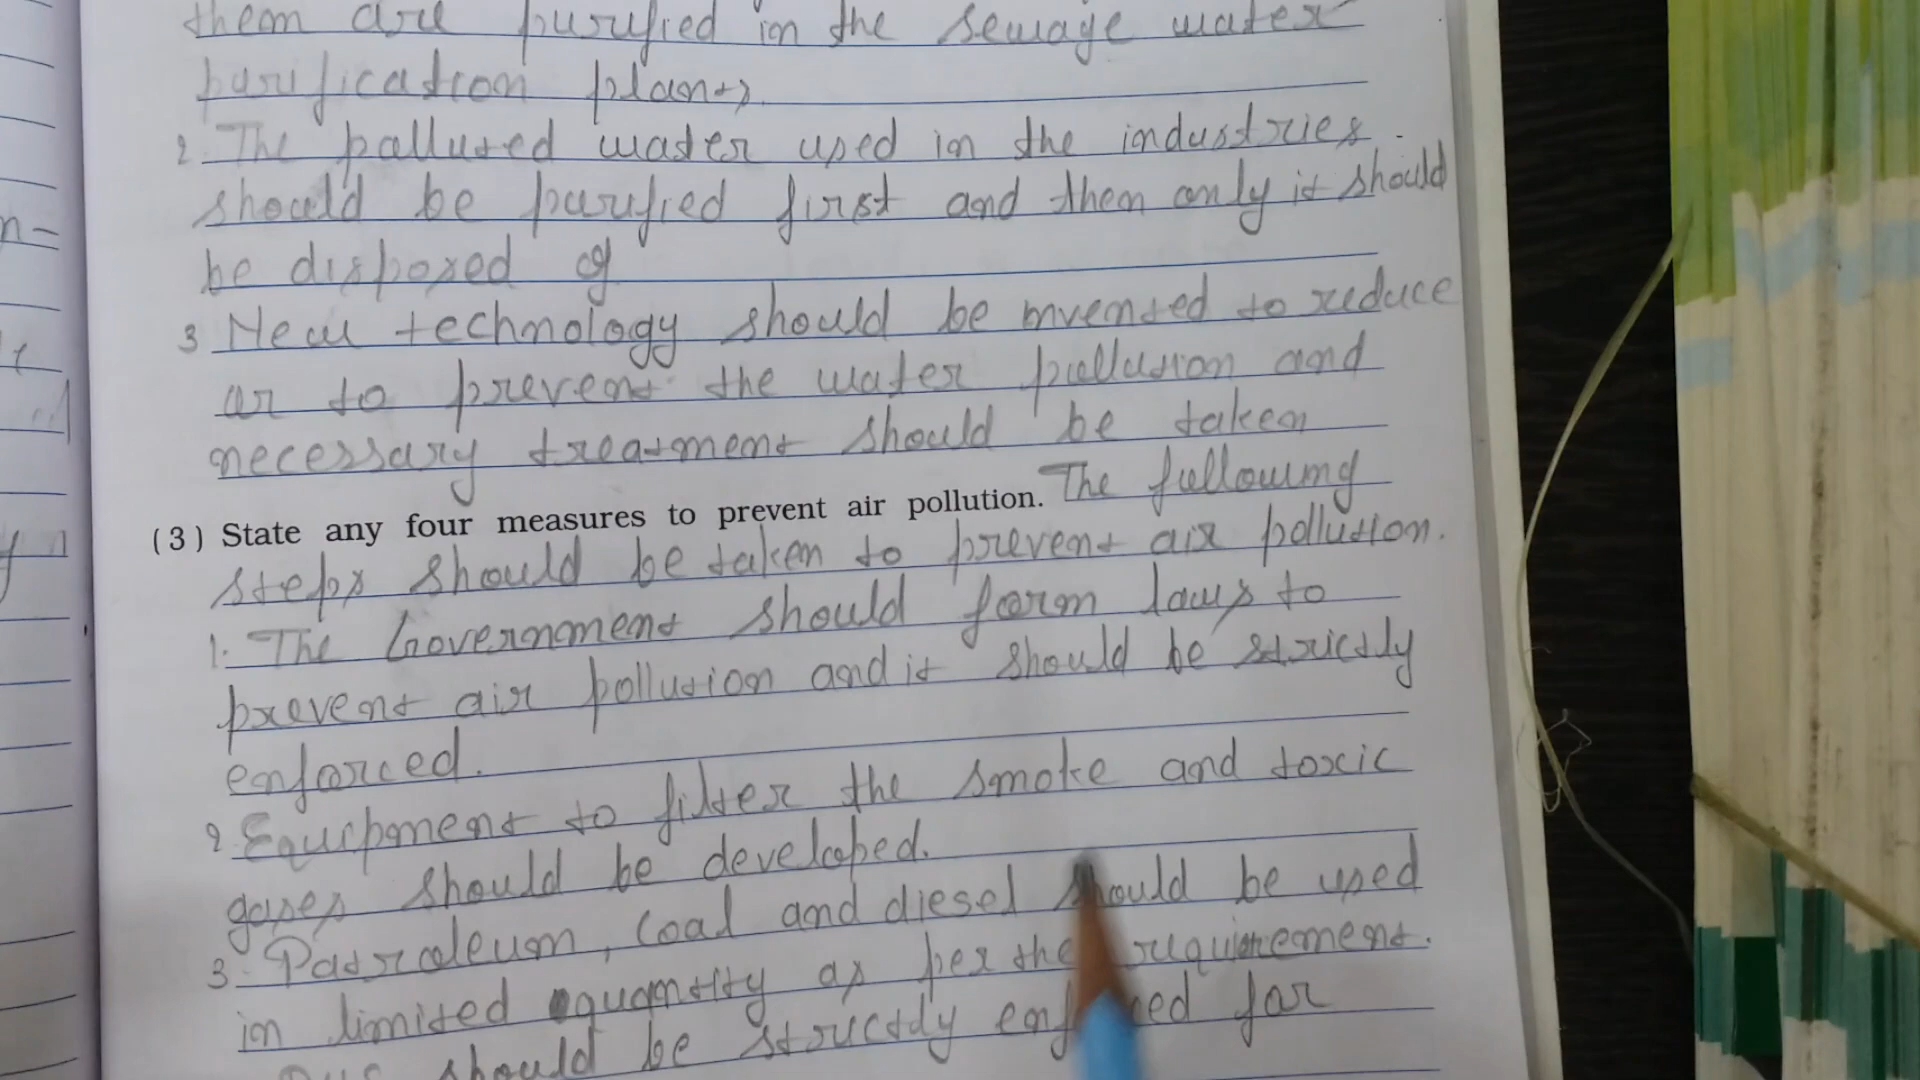 them are purified in the sewage water
purification plants.
2. The polluted water used in the industries
should be purified first and then only it should
be disposed of
3 New technology should be invented to reduce
or to prevent the water pollution and
necessary treatment should be taken
(3) State any four measures to prevent air pollution. The following
steps should be taken to prevent air pollution.
1. The Government should form laws to
prevent air pollution and it should be strictly
enforced.
2 Equipment to filter the smoke and toxic
gases should be developed.
3. Patroleum, Coal and diesel should be used
in limited quantity as per the requirement.
should be strictly enforced for